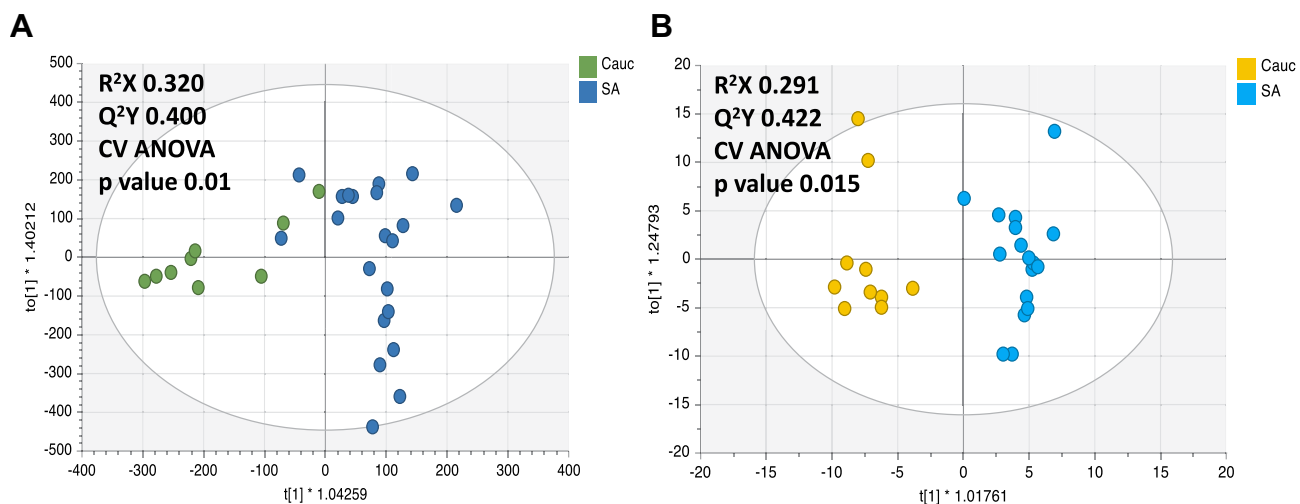 A
R²X 0.320
Q²Y 0.400
CV ANOVA
p value 0.01
Cauc
SA
500
400
300
200
100
0
-100
-200
-300
-400
-500
-400
-300
-200
-100
0
100
200
300
400
to[1] * 1.40212
t[1] * 1.04259
B
R²X 0.291
Q²Y 0.422
CV ANOVA
p value 0.015
Cauc
SA
20
15
10
5
0
-5
-10
-15
-20
-20
-15
-10
-5
0
5
10
15
20
to[1] * 1.24793
t[1] * 1.01761